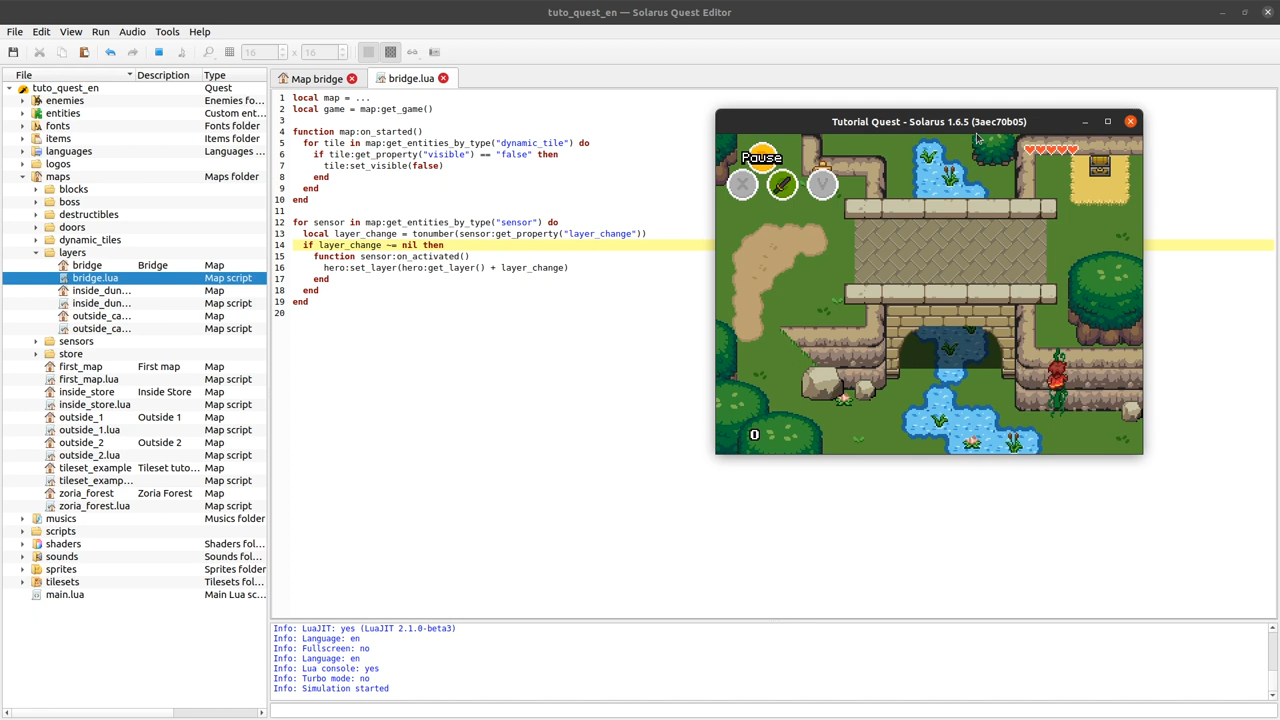 tuto_quest_en — Solarus Quest Editor
File Edit View Run Audio Tools Help
16 x 16
File Description Type
tuto_quest_en Quest
enemies Enemies fo...
entities Custom ent...
fonts Fonts folder
items Items folder
languages Languages ...
logos
maps Maps folder
blocks
boss
destructibles
doors
dynamic_tiles
layers
bridge Bridge Map
bridge.lua Map script
inside_dun... Map
inside_dun... Map script
outside_ca... Map
outside_ca... Map script
sensors
store
first_map First map Map
first_map.lua Map script
inside_store Inside Store Map
inside_store.lua Map script
outside_1 Outside 1 Map
outside_1.lua Map script
outside_2 Outside 2 Map
outside_2.lua Map script
tileset_example Tileset tuto... Map
tileset_examp... Map script
zoria_forest Zoria Forest Map
zoria_forest.lua Map script
musics Musics folder
scripts
shaders Shaders fol...
sounds Sounds fol...
sprites Sprites folder
tilesets Tilesets fol...
main.lua Main Lua sc...
Map bridge bridge.lua
1 local map = ...
2 local game = map:get_game()
3
4 function map:on_started()
5 for tile in map:get_entities_by_type("dynamic_tile") do
6 if tile:get_property("visible") == "false" then
7 tile:set_visible(false)
8 end
9 end
10 end
11
12 for sensor in map:get_entities_by_type("sensor") do
13 local layer_change = tonumber(sensor:get_property("layer_change"))
14 if layer_change ~= nil then
15 function sensor:on_activated()
16 hero:set_layer(hero:get_layer() + layer_change)
17 end
18 end
19 end
20
Tutorial Quest - Solarus 1.6.5 (3aec70b05)
Pause
X V
0
Info: LuaJIT: yes (LuaJIT 2.1.0-beta3)
Info: Language: en
Info: Fullscreen: no
Info: Language: en
Info: Lua console: yes
Info: Turbo mode: no
Info: Simulation started